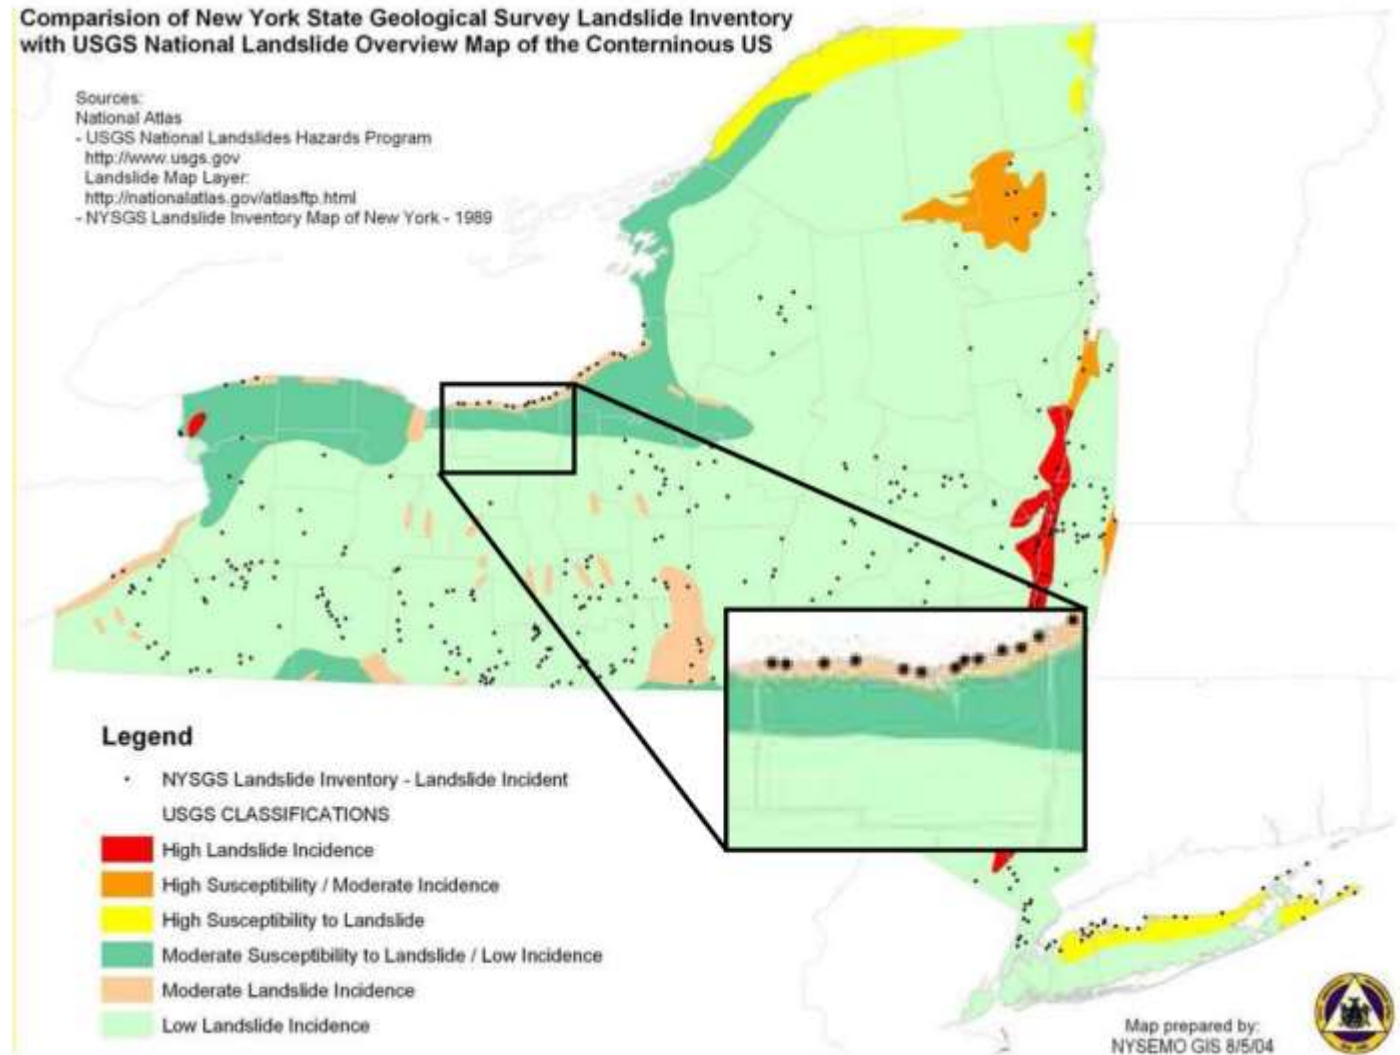 Comparision of New York State Geological Survey Landslide Inventory
with USGS National Landslide Overview Map of the Conterninous US
Sources:
National Atlas
- USGS National Landslides Hazards Program
http://www.usgs.gov
Landslide Map Layer:
http://nationalatlas.gov/atlasftp.html
- NYSGS Landslide Inventory Map of New York - 1989
Legend
NYSGS Landslide Inventory - Landslide Incident
USGS CLASSIFICATIONS
High Landslide Incidence
High Susceptibility / Moderate Incidence
High Susceptibility to Landslide
Moderate Susceptibility to Landslide / Low Incidence
Moderate Landslide Incidence
Low Landslide Incidence
Map prepared by:
NYSEMO GIS 8/5/04